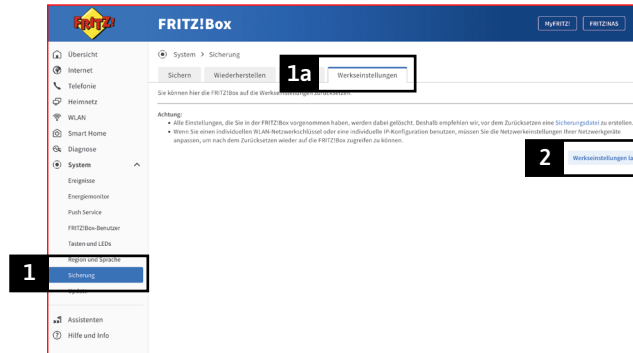 FRITZ!
FRITZ!Box
MyFRITZ!
FRITZ!NAS
Übersicht
Internet
Telefonie
Heimnetz
WLAN
Smart Home
Diagnose
System
Ereignisse
Energiemonitor
Push Service
FRITZ!Box-Benutzer
Tasten und LEDs
Region und Sprache
1
Sicherung
Update
Assistenten
Hilfe und Info
System > Sicherung
Sichern
Wiederherstellen
1a
Werkseinstellungen
Sie können hier die FRITZ!Box auf die Werkseinstellungen zurücksetzen.
Achtung:
• Alle Einstellungen, die Sie in der FRITZ!Box vorgenommen haben, werden dabei gelöscht. Deshalb empfehlen wir, vor dem Zurücksetzen eine Sicherungsdatei zu erstellen.
• Wenn Sie einen individuellen WLAN-Netzwerkschlüssel oder eine individuelle IP-Konfiguration benutzen, müssen Sie die Netzwerkeinstellungen Ihrer Netzwerkgeräte
anpassen, um nach dem Zurücksetzen wieder auf die FRITZ!Box zugreifen zu können.
2
Werkseinstellungen la